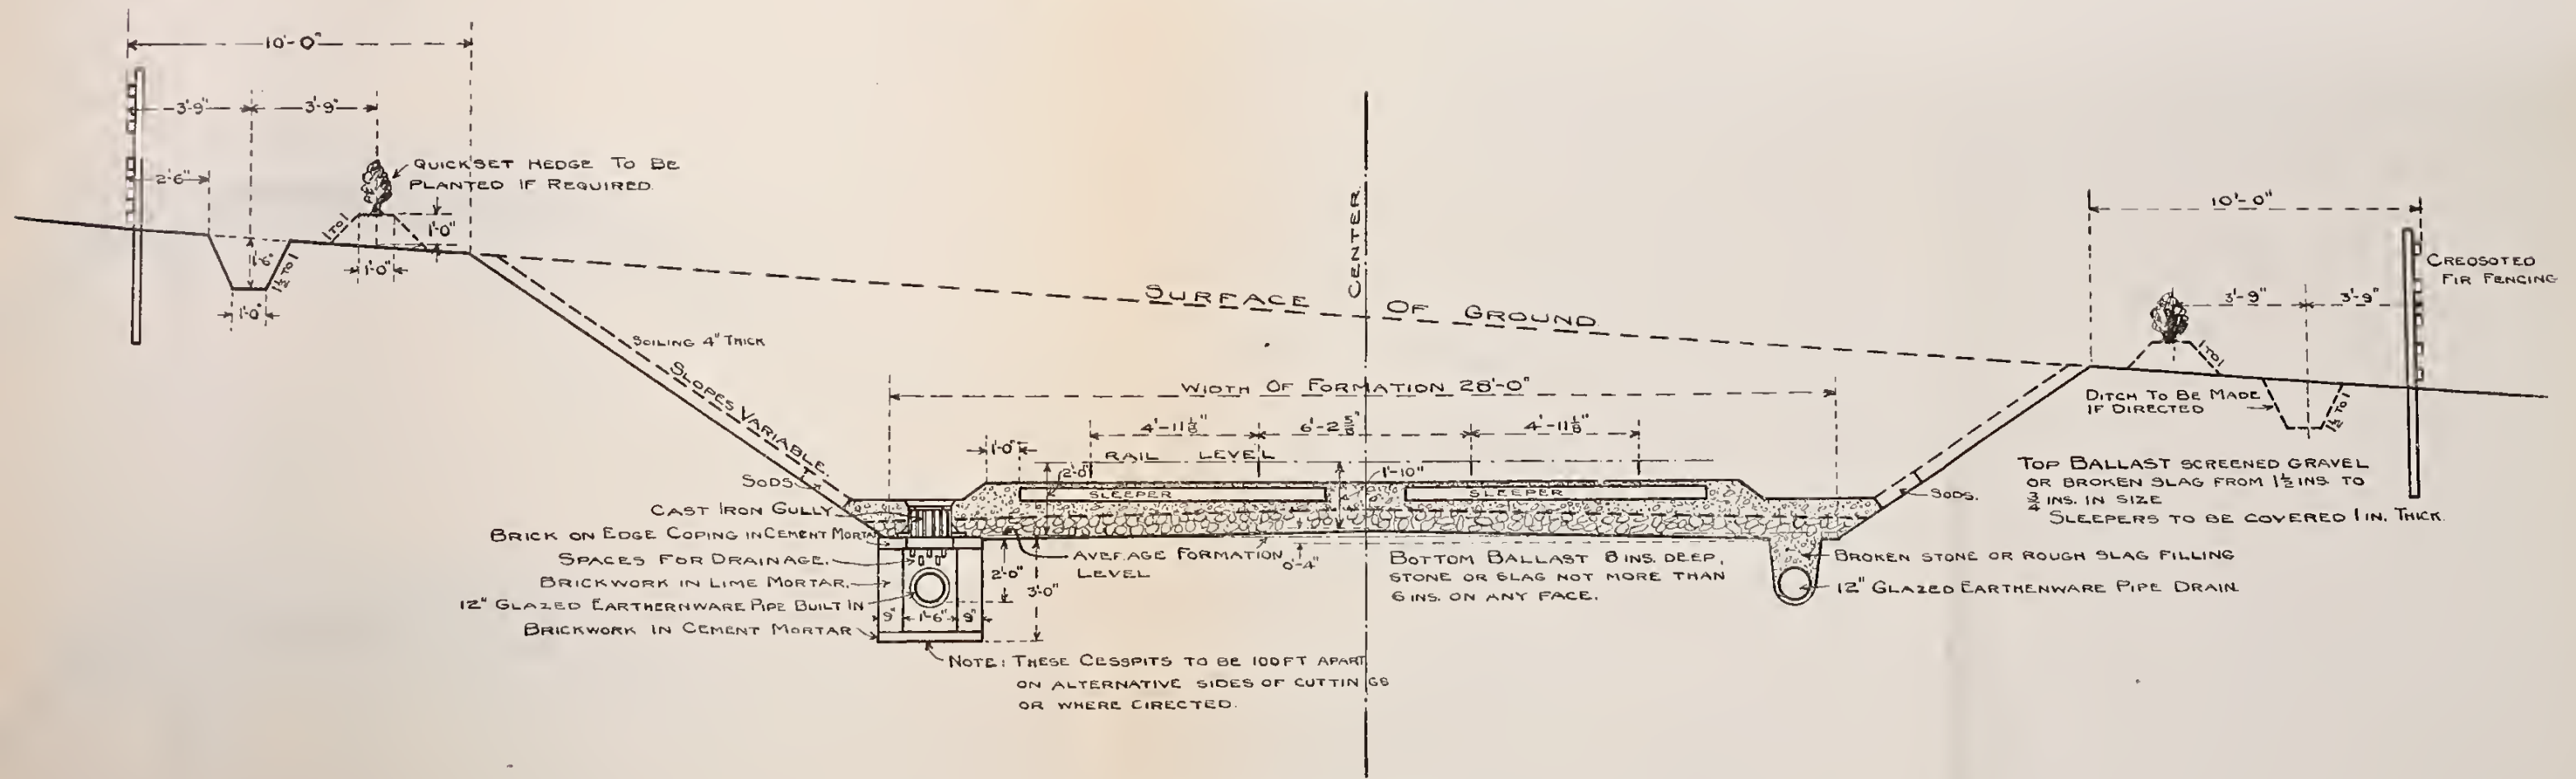 10'-0"
3'-9" 3'-9"
2'-6"
QUICKSET HEDGE TO BE
PLANTED IF REQUIRED.
1 TO 1
1'-0"
1'-0"
1'-6"
1½ TO 1
1'-0"
SOILING 4" THICK
SLOPES VARIABLE.
SODS
SURFACE OF GROUND
CENTER.
WIDTH OF FORMATION 28'-0"
4'-11⅛" 6'-2⅝" 4'-11⅛"
1'-0"
RAIL LEVEL
2'-0"
1'-10"
SLEEPER SLEEPER
CAST IRON GULLY
BRICK ON EDGE COPING IN CEMENT MORTAR
SPACES FOR DRAINAGE.
BRICKWORK IN LIME MORTAR.
12" GLAZED EARTHERNWARE PIPE BUILT IN
BRICKWORK IN CEMENT MORTAR
9" 1'-6" 9"
2'-0"
3'-0"
AVERAGE FORMATION
LEVEL
0'-4"
BOTTOM BALLAST 8 INS. DEEP,
STONE OR SLAG NOT MORE THAN
6 INS. ON ANY FACE.
NOTE: THESE CESSPITS TO BE 100FT APART
ON ALTERNATIVE SIDES OF CUTTINGS
OR WHERE CIRECTED.
10'-0"
CREOSOTED
FIR FENCING
3'-9" 3'-9"
1 TO 1
DITCH TO BE MADE
IF DIRECTED
1½ TO 1
TOP BALLAST SCREENED GRAVEL
OR BROKEN SLAG FROM 1½ INS. TO
¾ INS. IN SIZE
SLEEPERS TO BE COVERED 1 IN. THICK.
SODS.
BROKEN STONE OR ROUGH SLAG FILLING
12" GLAZED EARTHENWARE PIPE DRAIN